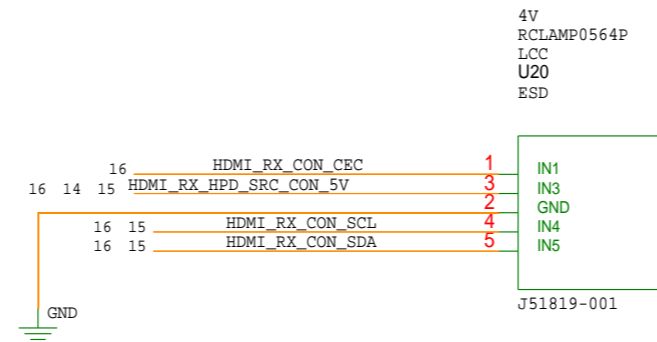 4V
RCLAMP0564P
LCC
U20
ESD
16 HDMI_RX_CON_CEC 1 IN1
16 14 15 HDMI_RX_HPD_SRC_CON_5V 3 IN3
2 GND
16 15 HDMI_RX_CON_SCL 4 IN4
16 15 HDMI_RX_CON_SDA 5 IN5
J51819-001
GND